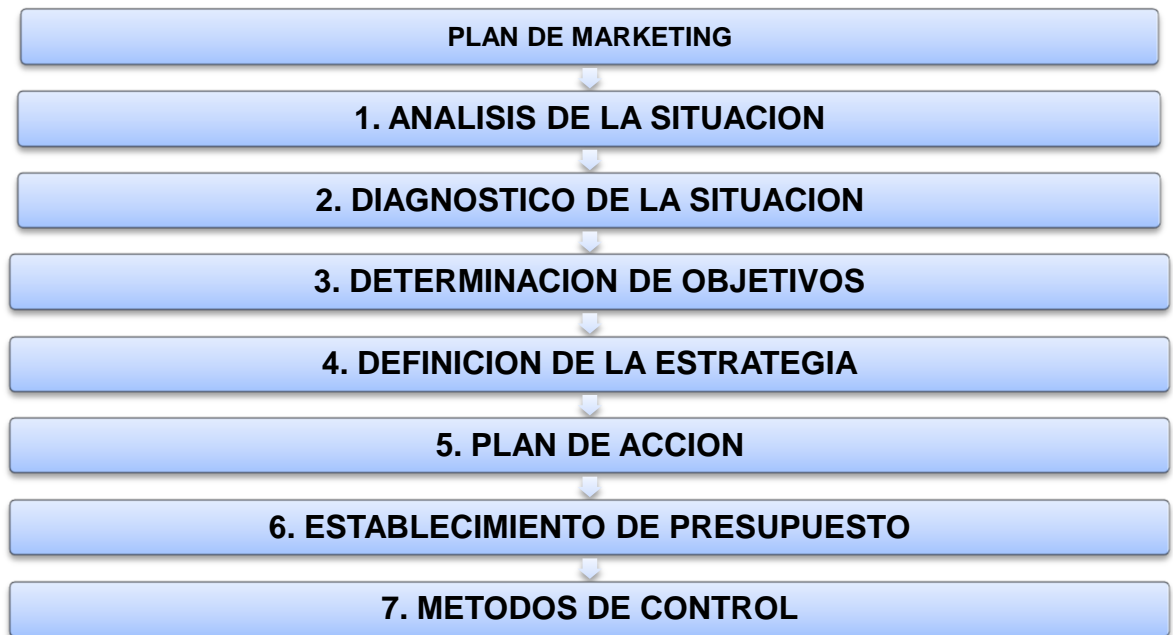 PLAN DE MARKETING
1. ANALISIS DE LA SITUACION
2. DIAGNOSTICO DE LA SITUACION
3. DETERMINACION DE OBJETIVOS
4. DEFINICION DE LA ESTRATEGIA
5. PLAN DE ACCION
6. ESTABLECIMIENTO DE PRESUPUESTO
7. METODOS DE CONTROL